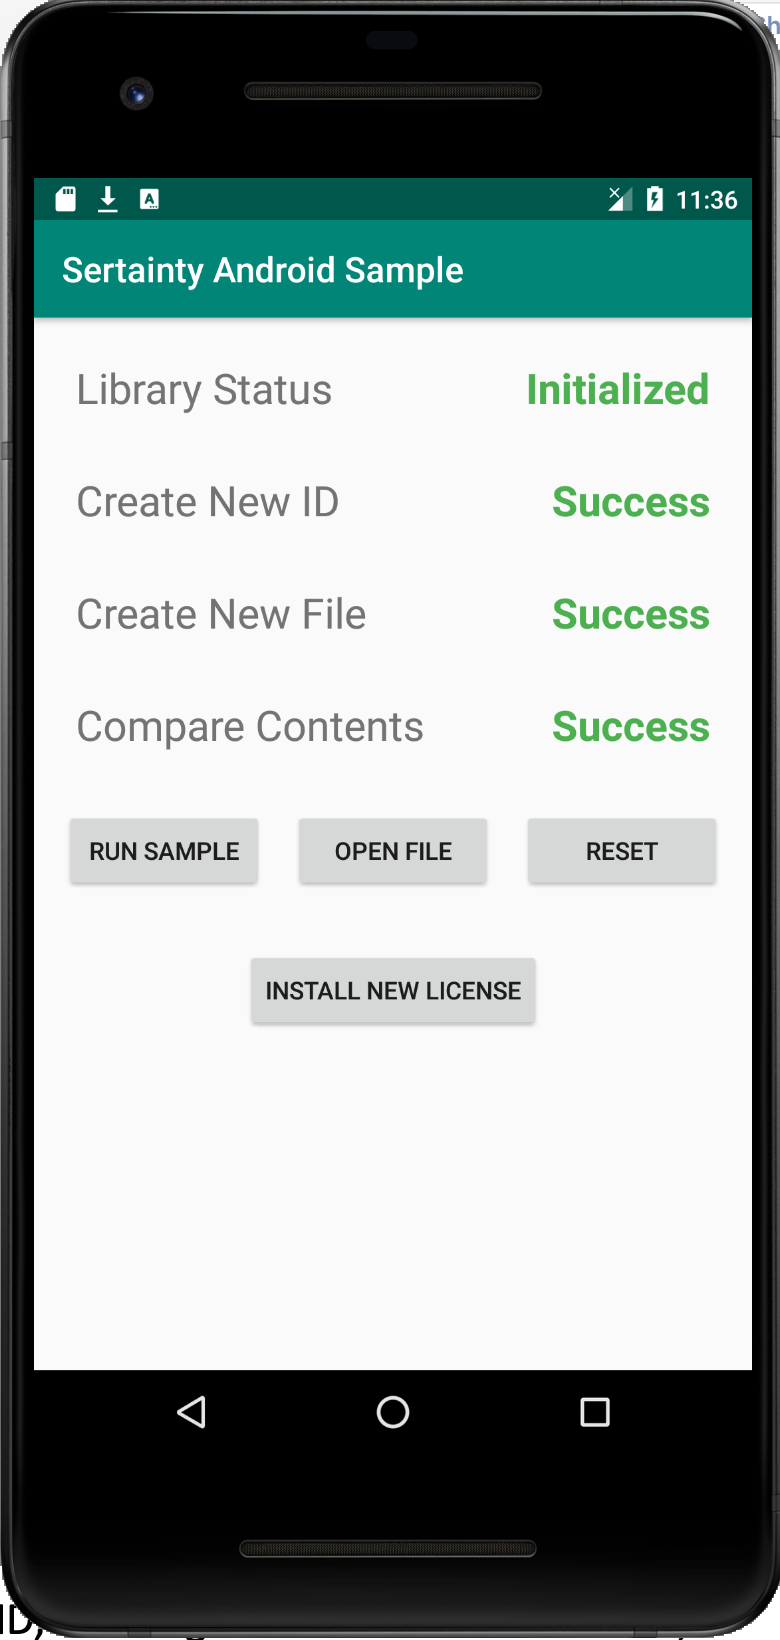 11:36
Sertainty Android Sample
Library Status Initialized
Create New ID Success
Create New File Success
Compare Contents Success
RUN SAMPLE OPEN FILE RESET
INSTALL NEW LICENSE
ID,